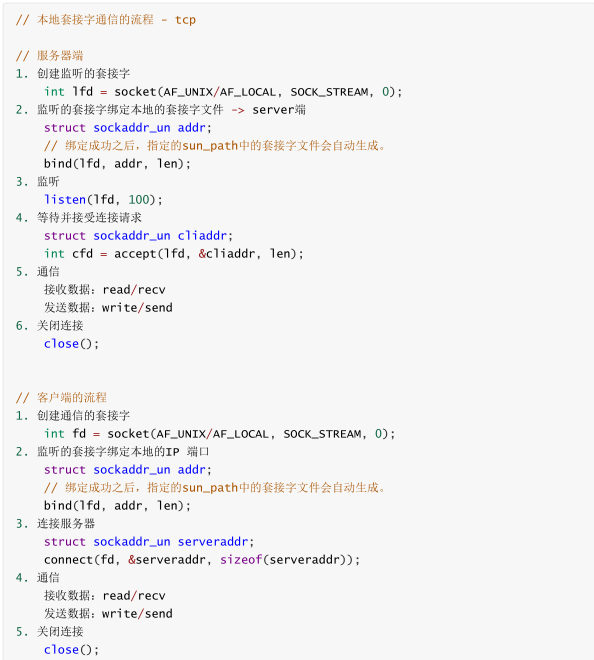 // 本地套接字通信的流程 - tcp
// 服务器端
1. 创建监听的套接字
int lfd = socket(AF_UNIX/AF_LOCAL, SOCK_STREAM, 0);
2. 监听的套接字绑定本地的套接字文件 -> server端
struct sockaddr_un addr;
// 绑定成功之后，指定的sun_path中的套接字文件会自动生成。
bind(lfd, addr, len);
3. 监听
listen(lfd, 100);
4. 等待并接受连接请求
struct sockaddr_un cliaddr;
int cfd = accept(lfd, &cliaddr, len);
5. 通信
接收数据：read/recv
发送数据：write/send
6. 关闭连接
close();
// 客户端的流程
1. 创建通信的套接字
int fd = socket(AF_UNIX/AF_LOCAL, SOCK_STREAM, 0);
2. 监听的套接字绑定本地的IP 端口
struct sockaddr_un addr;
// 绑定成功之后，指定的sun_path中的套接字文件会自动生成。
bind(lfd, addr, len);
3. 连接服务器
struct sockaddr_un serveraddr;
connect(fd, &serveraddr, sizeof(serveraddr));
4. 通信
接收数据：read/recv
发送数据：write/send
5. 关闭连接
close();